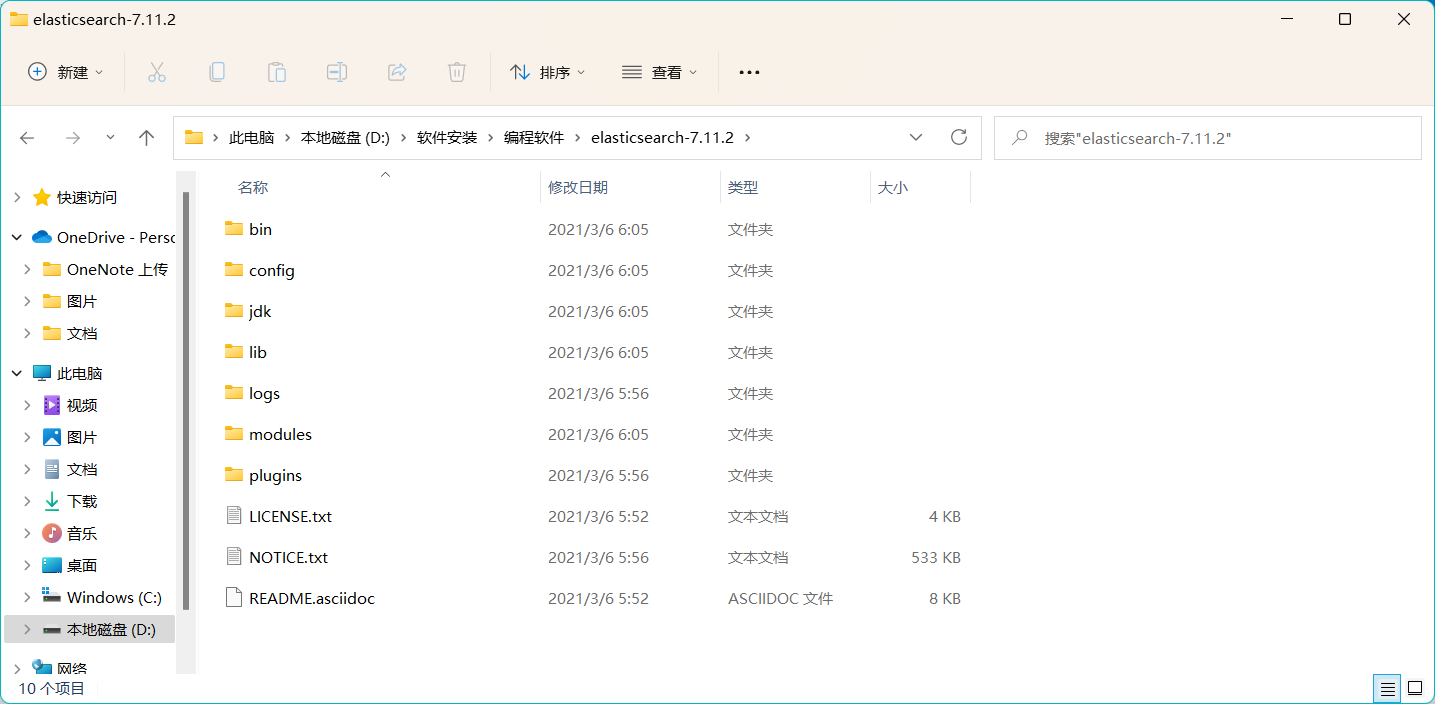 elasticsearch-7.11.2
新建
排序
查看
此电脑 本地磁盘 (D:) 软件安装 编程软件 elasticsearch-7.11.2
搜索"elasticsearch-7.11.2"
快速访问
OneDrive - Perso
OneNote 上传
图片
文档
此电脑
视频
图片
文档
下载
音乐
桌面
Windows (C:)
本地磁盘 (D:)
网络
名称 修改日期 类型 大小
bin 2021/3/6 6:05 文件夹
config 2021/3/6 6:05 文件夹
jdk 2021/3/6 6:05 文件夹
lib 2021/3/6 6:05 文件夹
logs 2021/3/6 5:56 文件夹
modules 2021/3/6 6:05 文件夹
plugins 2021/3/6 5:56 文件夹
LICENSE.txt 2021/3/6 5:52 文本文档 4 KB
NOTICE.txt 2021/3/6 5:56 文本文档 533 KB
README.asciidoc 2021/3/6 5:52 ASCIIDOC 文件 8 KB
10 个项目